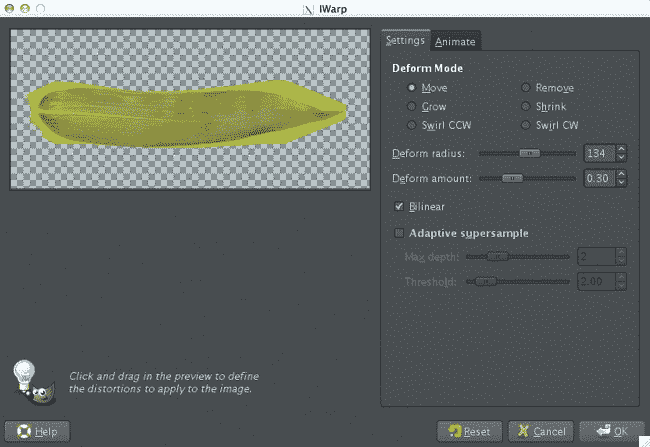 IWarp
Settings
Animate
Deform Mode
Move
Remove
Grow
Shrink
Swirl CCW
Swirl CW
Deform radius:
134
Deform amount:
0.30
Bilinear
Adaptive supersample
Max depth:
2
Threshold:
2.00
Click and drag in the preview to define
the distortions to apply to the image.
Help
Reset
Cancel
OK